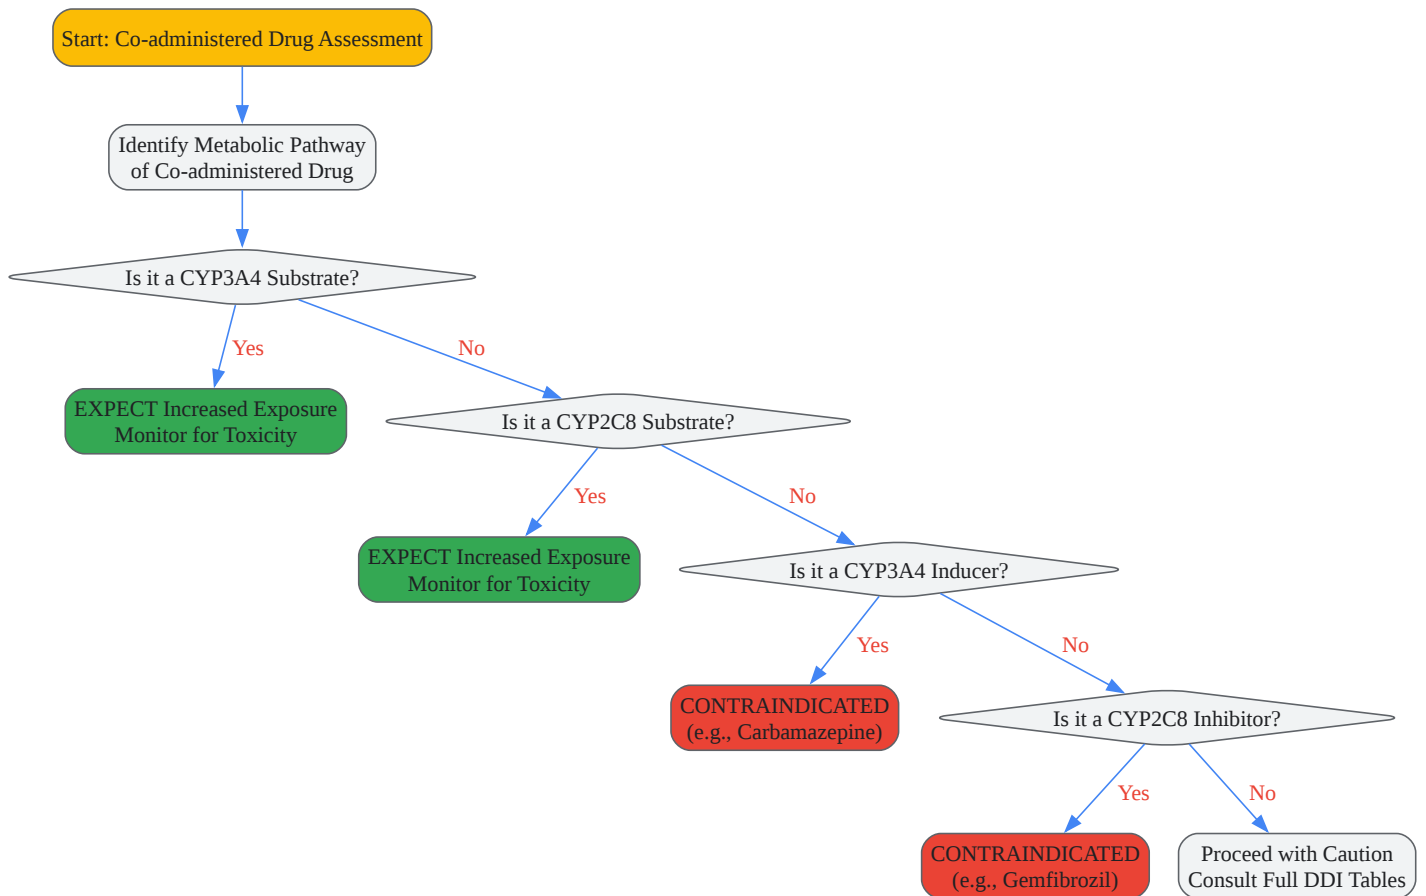 Start: Co-administered Drug Assessment
Identify Metabolic Pathway
of Co-administered Drug
Is it a CYP3A4 Substrate?
Yes
No
EXPECT Increased Exposure
Monitor for Toxicity
Is it a CYP2C8 Substrate?
Yes
No
EXPECT Increased Exposure
Monitor for Toxicity
Is it a CYP3A4 Inducer?
Yes
No
CONTRAINDICATED
(e.g., Carbamazepine)
Is it a CYP2C8 Inhibitor?
Yes
No
CONTRAINDICATED
(e.g., Gemfibrozil)
Proceed with Caution
Consult Full DDI Tables